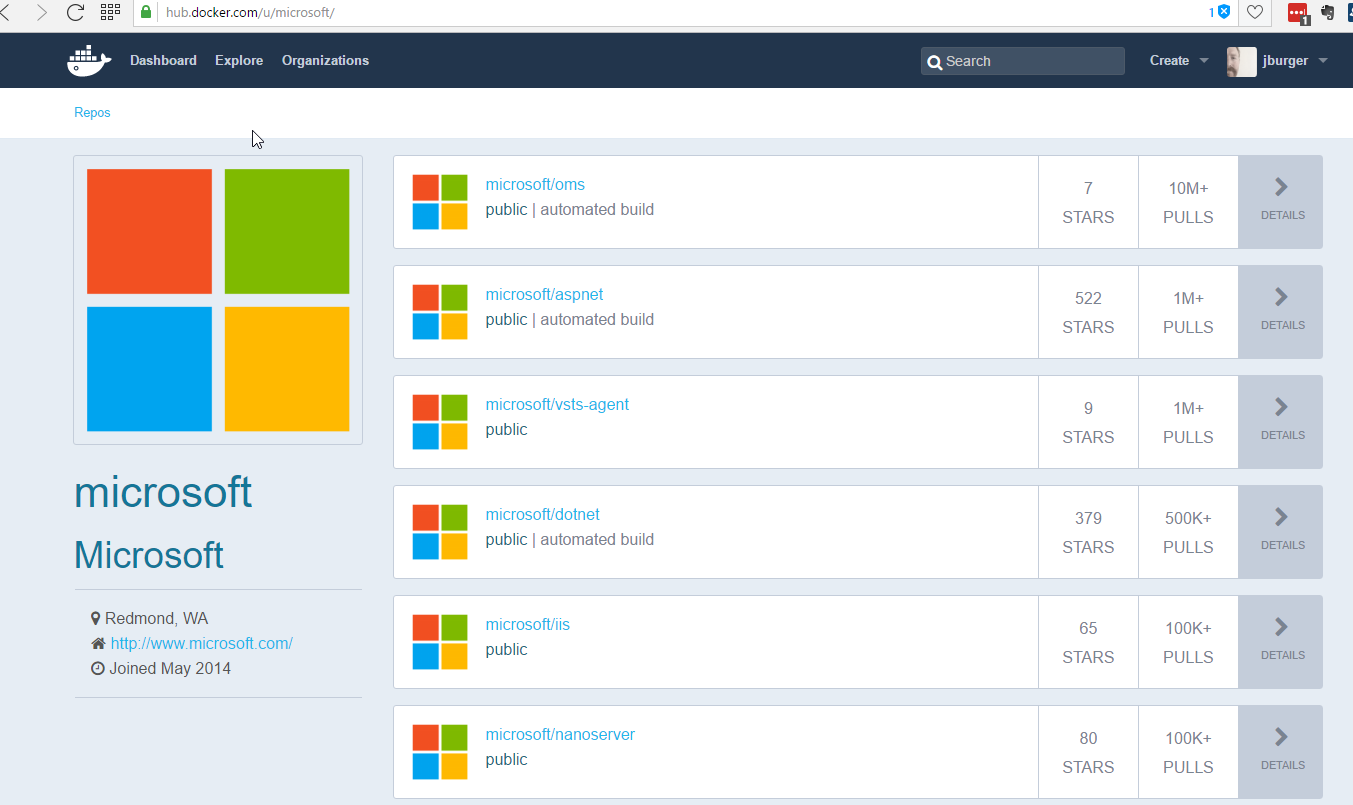 hub.docker.com/u/microsoft/
1
1
Dashboard Explore Organizations
Search
Create
jburger
Repos
microsoft
Microsoft
Redmond, WA
http://www.microsoft.com/
Joined May 2014
microsoft/oms
public | automated build
7
STARS
10M+
PULLS
DETAILS
microsoft/aspnet
public | automated build
522
STARS
1M+
PULLS
DETAILS
microsoft/vsts-agent
public
9
STARS
1M+
PULLS
DETAILS
microsoft/dotnet
public | automated build
379
STARS
500K+
PULLS
DETAILS
microsoft/iis
public
65
STARS
100K+
PULLS
DETAILS
microsoft/nanoserver
public
80
STARS
100K+
PULLS
DETAILS